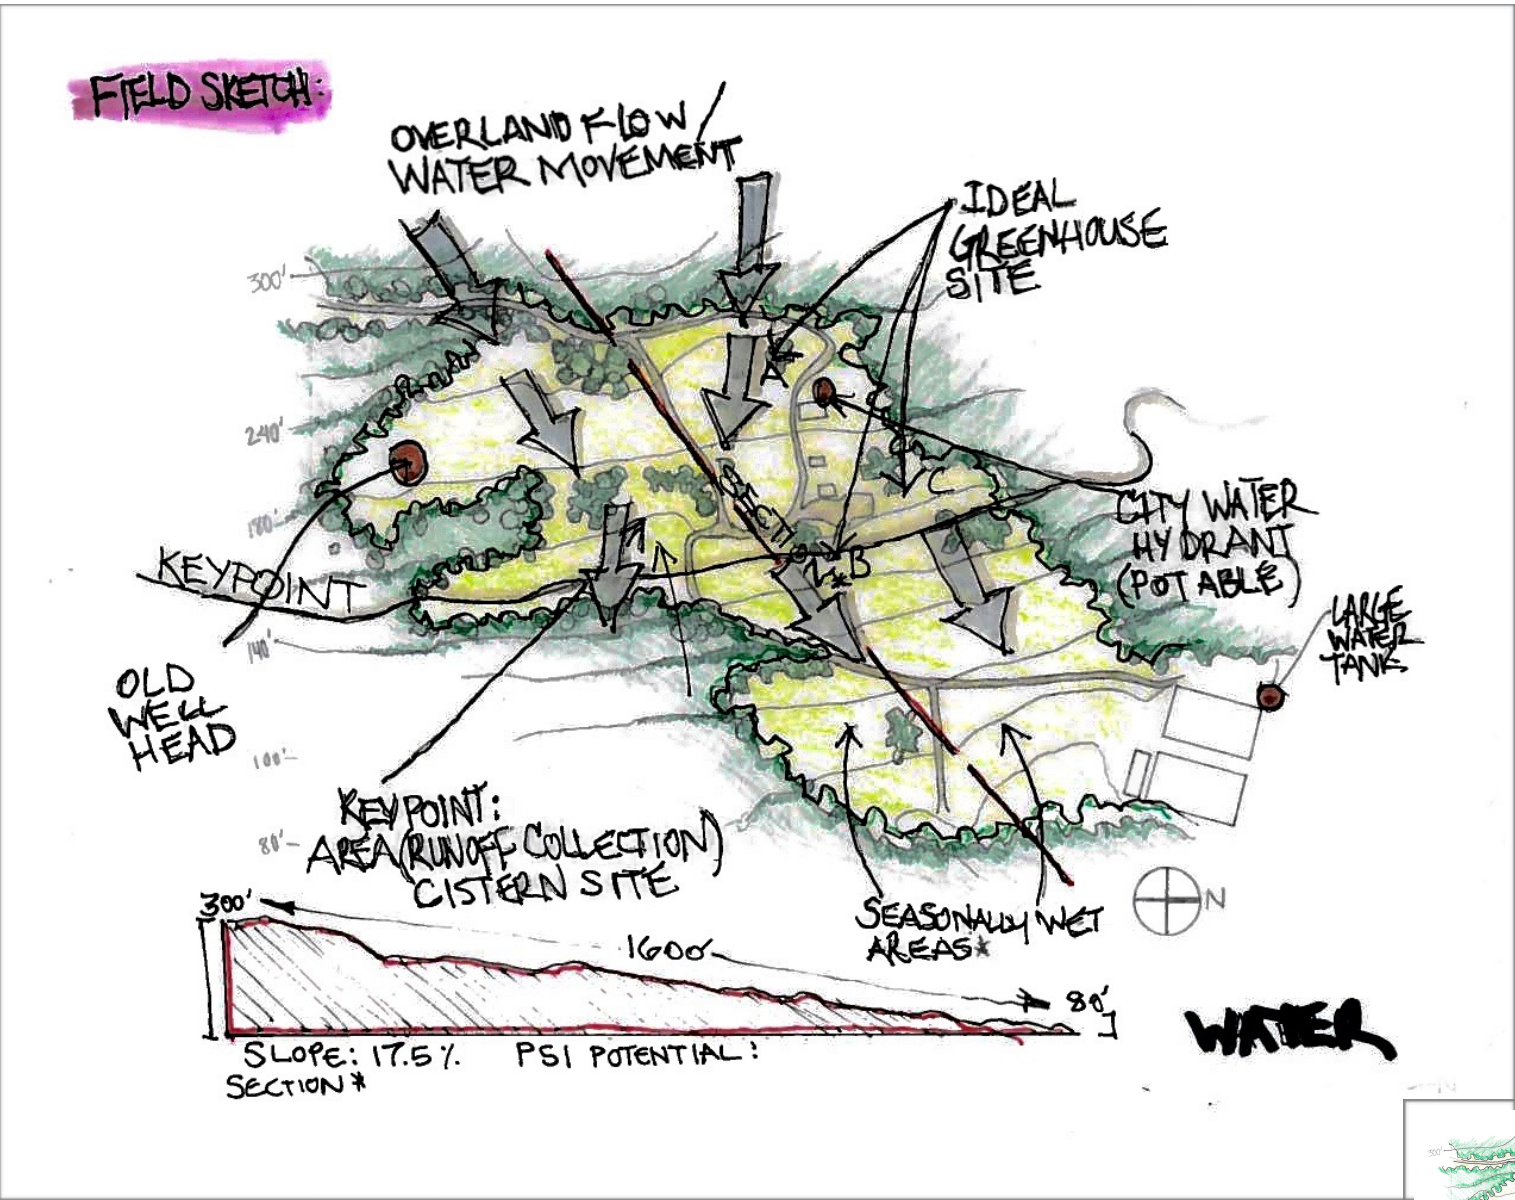 FIELD SKETCH:
OVERLAND FLOW /
WATER MOVEMENT
IDEAL
GREENHOUSE
SITE
300'
240'
180'
140'
100'
80'
A
C
B
SECTION
KEYPOINT
CITY WATER
HYDRANT
(POTABLE)
LARGE
WATER
TANK
OLD
WELL
HEAD
KEYPOINT:
AREA (RUNOFF COLLECTION)
CISTERN SITE
SEASONALLY WET
AREAS*
N
300'
1600
80'
SLOPE: 17.5% PSI POTENTIAL:
SECTION*
WATER
300'